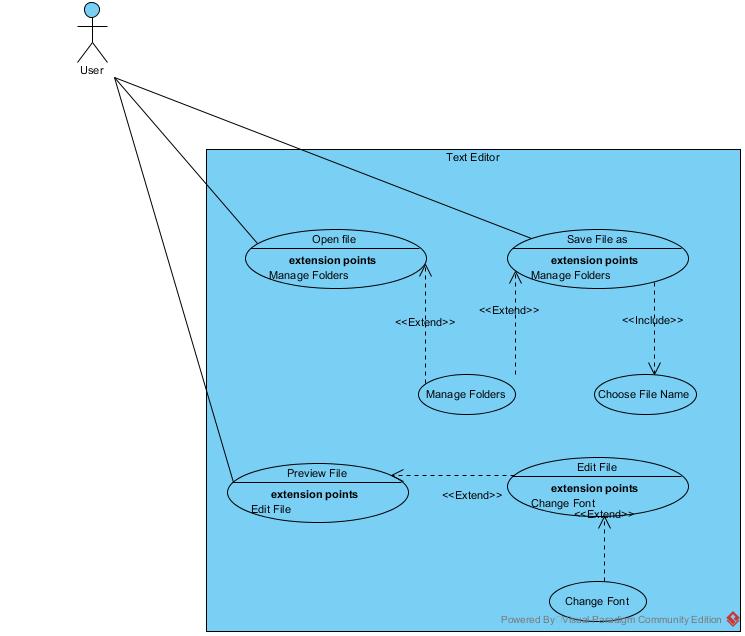 User
Text Editor
Open file
extension points
Manage Folders
Save File as
extension points
Manage Folders
<<Extend>>
<<Extend>>
<<Include>>
Manage Folders
Choose File Name
Preview File
extension points
Edit File
<<Extend>>
Edit File
extension points
Change Font
<<Extend>>
Change Font
Powered By Visual Paradigm Community Edition